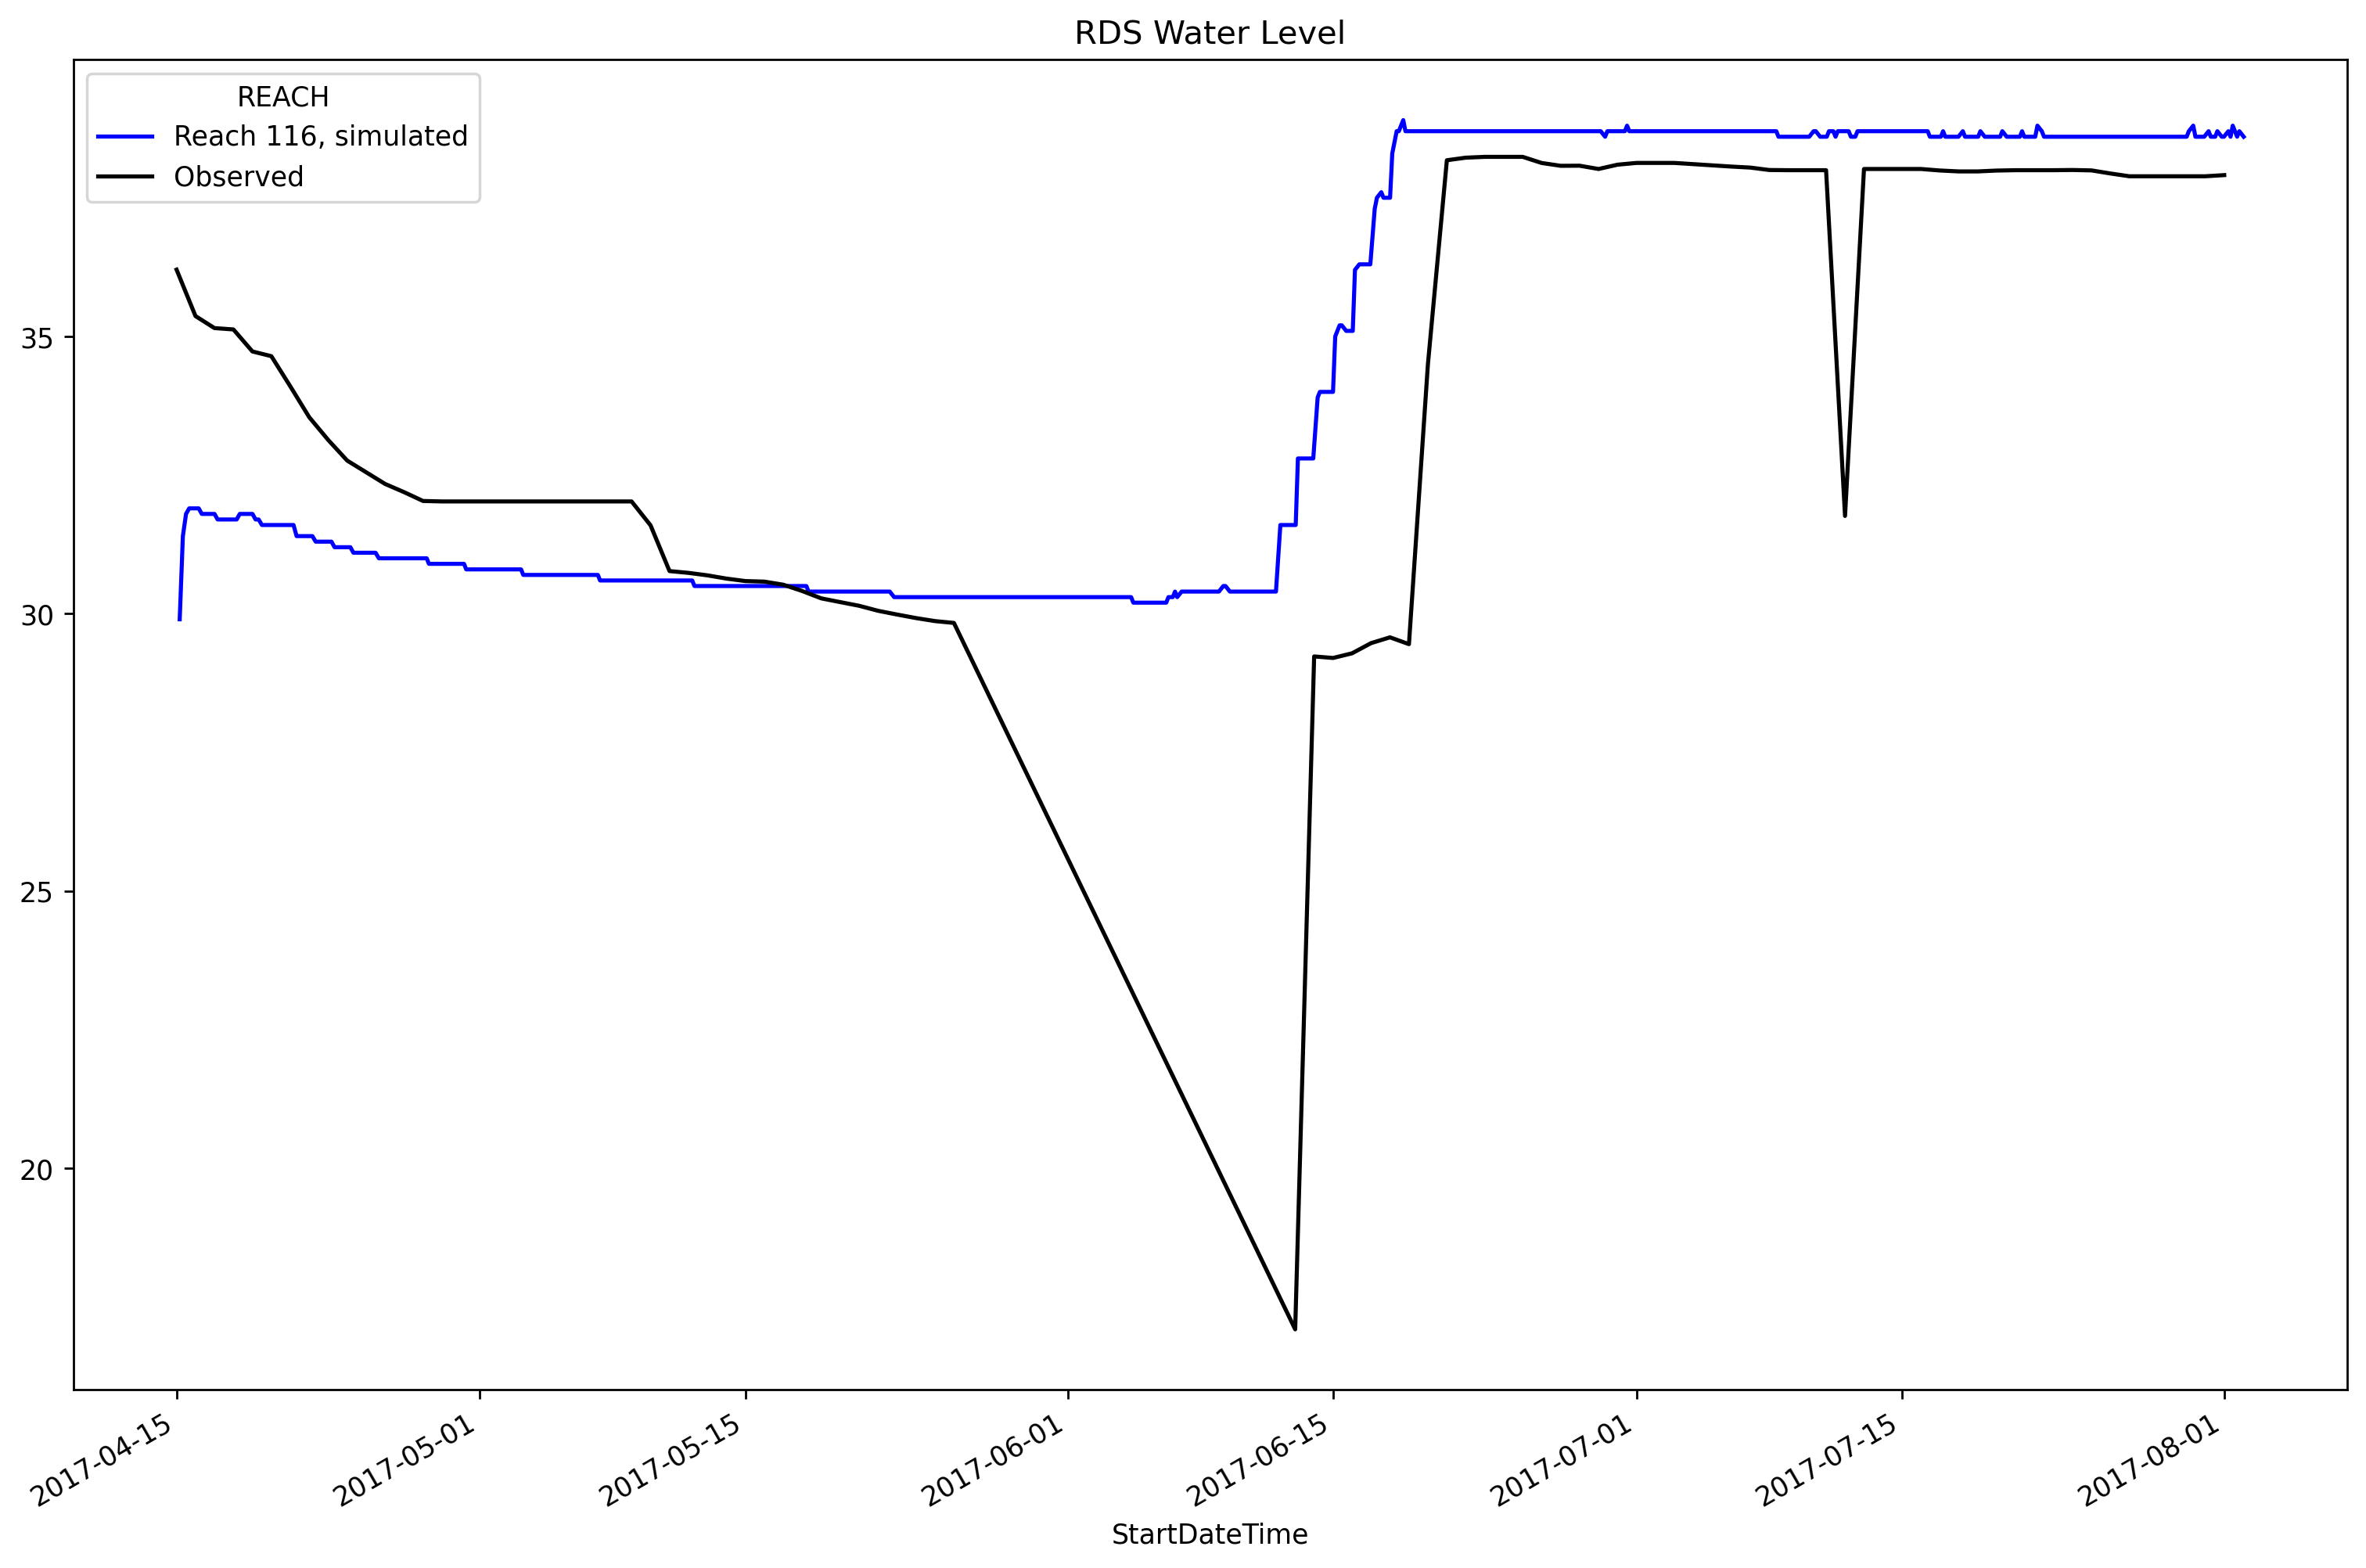 RDS Water Level
REACH
Reach 116, simulated
Observed
35
30
25
20
2017-04-15
2017-05-01
2017-05-15
2017-06-01
2017-06-15
2017-07-01
2017-07-15
2017-08-01
StartDateTime